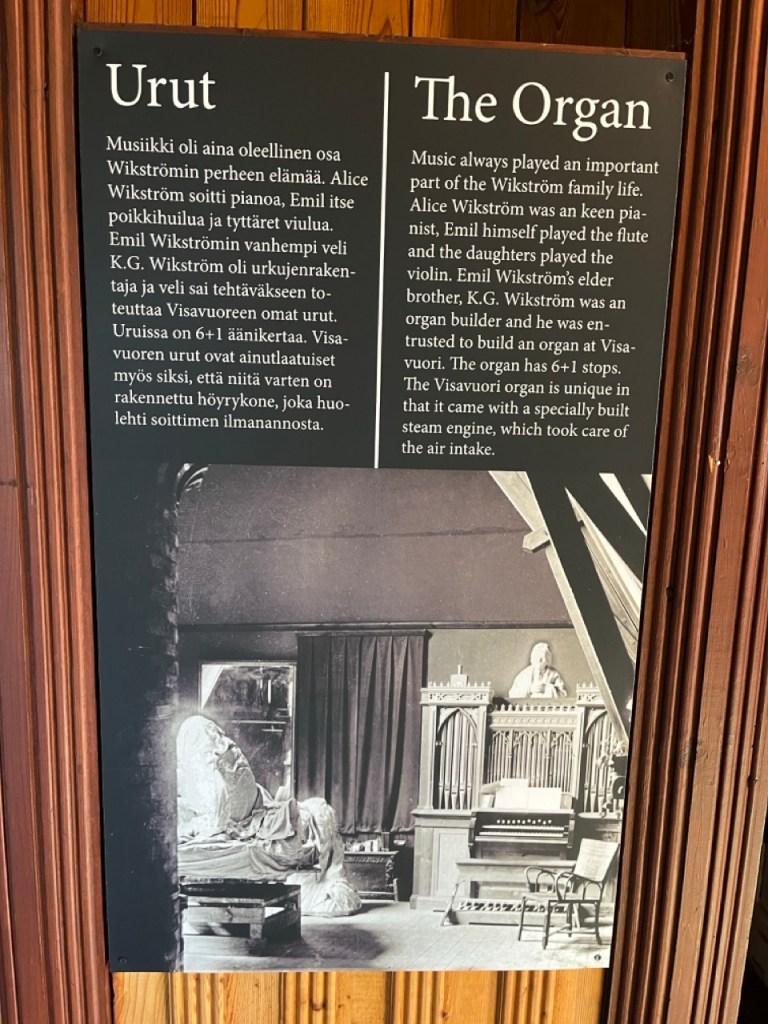 Urut
Musiikki oli aina oleellinen osa
Wikströmin perheen elämää. Alice
Wikström soitti pianoa, Emil itse
poikkihuilua ja tyttäret viulua.
Emil Wikströmin vanhempi veli
K.G. Wikström oli urkujenraken-
taja ja veli sai tehtäväkseen to-
teuttaa Visavuoreen omat urut.
Uruissa on 6+1 äänikertaa. Visa-
vuoren urut ovat ainutlaatuiset
myös siksi, että niitä varten on
rakennettu höyrykone, joka huo-
lehti soittimen ilmanannosta.
The Organ
Music always played an important
part of the Wikström family life.
Alice Wikström was an keen pia-
nist, Emil himself played the flute
and the daughters played the
violin. Emil Wikström's elder
brother, K.G. Wikström was an
organ builder and he was en-
trusted to build an organ at Visa-
vuori. The organ has 6+1 stops.
The Visavuori organ is unique in
that it came with a specially built
steam engine, which took care of
the air intake.